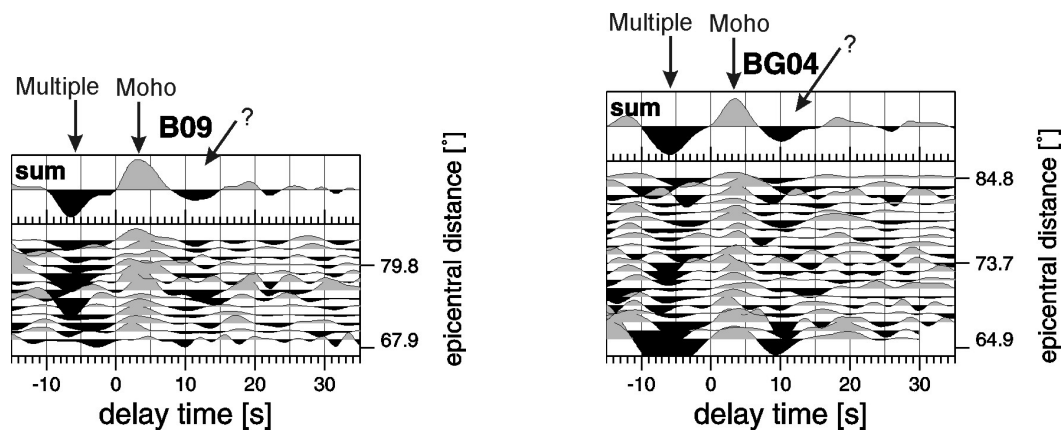 Multiple Moho ?
B09
sum
79.8
67.9
epicentral distance [°]
-10 0 10 20 30
delay time [s]
Multiple Moho ?
BG04
sum
84.8
73.7
64.9
epicentral distance [°]
-10 0 10 20 30
delay time [s]